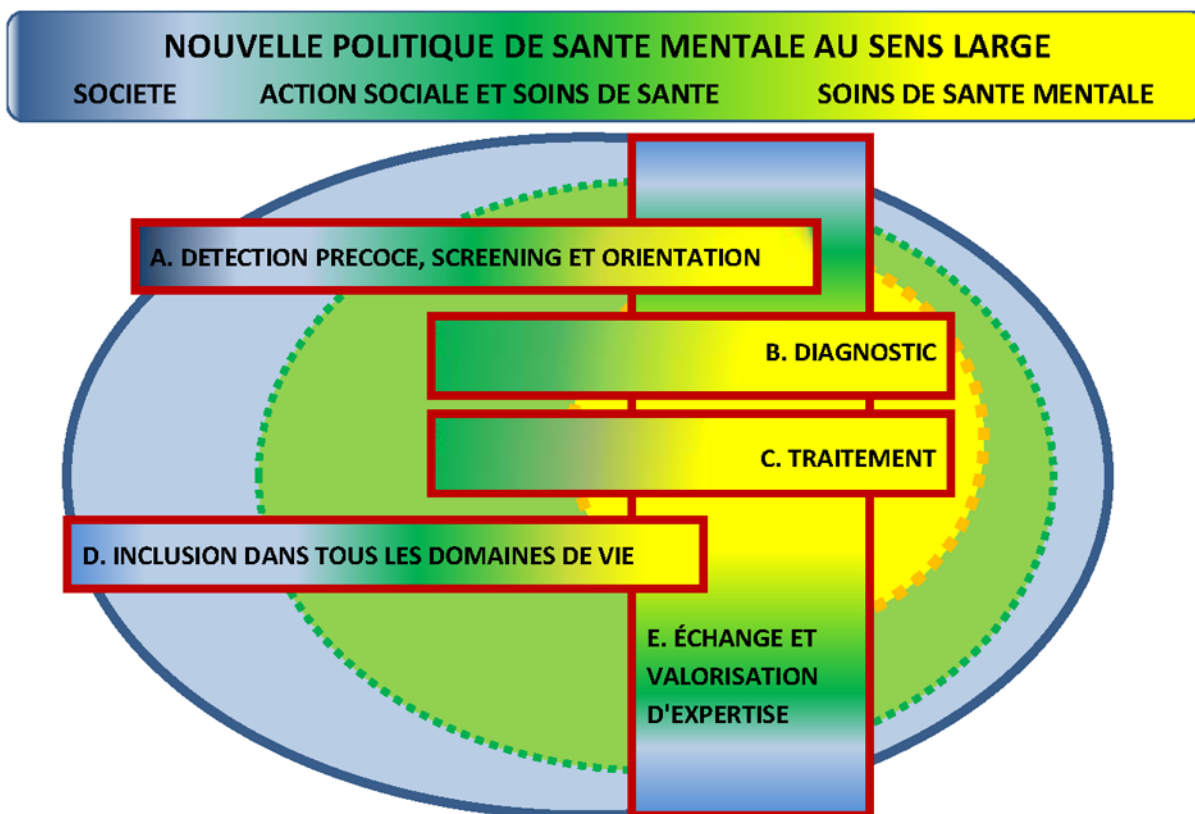 NOUVELLE POLITIQUE DE SANTE MENTALE AU SENS LARGE
SOCIETE ACTION SOCIALE ET SOINS DE SANTE SOINS DE SANTE MENTALE
A. DETECTION PRECOCE, SCREENING ET ORIENTATION
B. DIAGNOSTIC
C. TRAITEMENT
D. INCLUSION DANS TOUS LES DOMAINES DE VIE
E. ÉCHANGE ET
VALORISATION
D'EXPERTISE